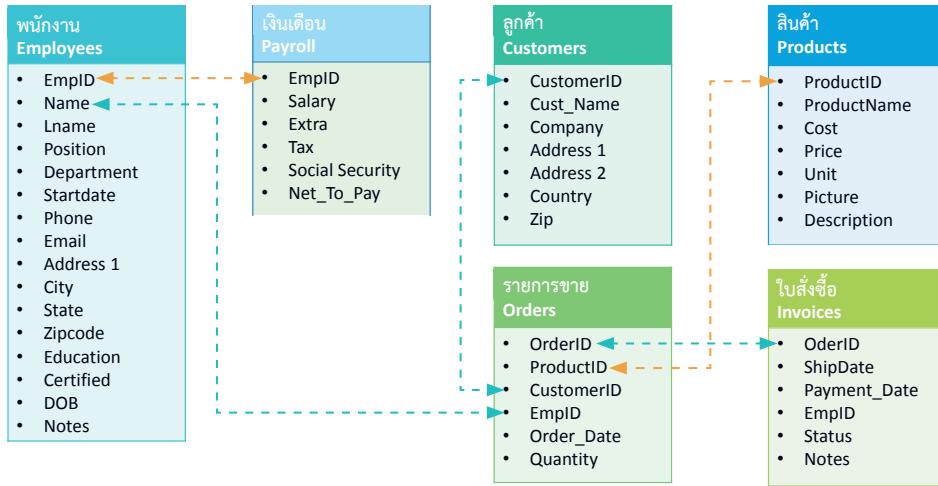 พนักงาน
Employees
EmpID
Name
Lname
Position
Department
Startdate
Phone
Email
Address 1
City
State
Zipcode
Education
Certified
DOB
Notes
เงินเดือน
Payroll
EmpID
Salary
Extra
Tax
Social Security
Net_To_Pay
ลูกค้า
Customers
CustomerID
Cust_Name
Company
Address 1
Address 2
Country
Zip
สินค้า
Products
ProductID
ProductName
Cost
Price
Unit
Picture
Description
รายการขาย
Orders
OrderID
ProductID
CustomerID
EmpID
Order_Date
Quantity
ใบสั่งซื้อ
Invoices
OderID
ShipDate
Payment_Date
EmpID
Status
Notes